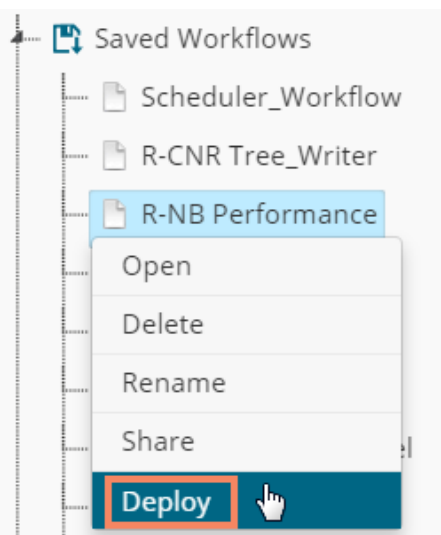 Saved Workflows
Scheduler_Workflow
R-CNR Tree_Writer
R-NB Performance
Open
Delete
Rename
Share
Deploy